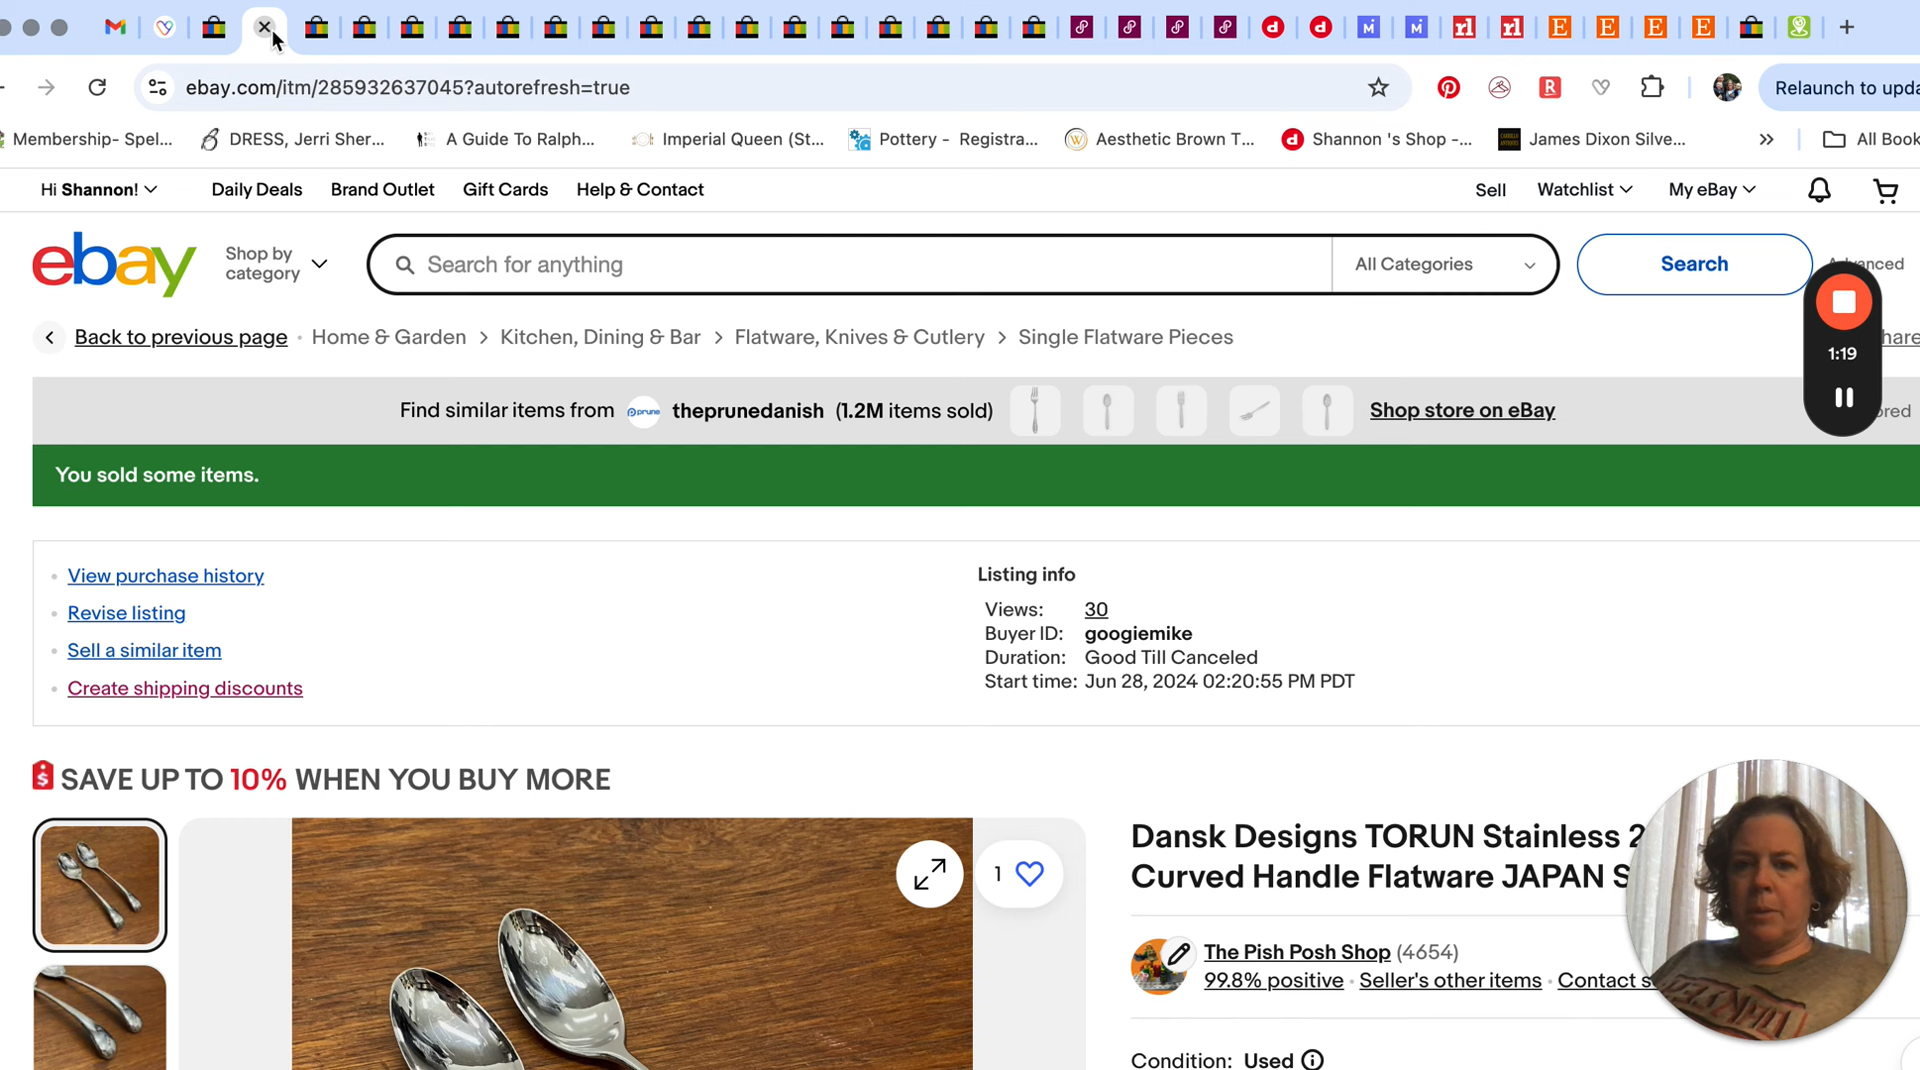 ebay.com/itm/285932637045?autorefresh=true
Relaunch to upda
Membership- Spel...
DRESS, Jerri Sher...
A Guide To Ralph...
Imperial Queen (St...
Pottery - Registra...
Aesthetic Brown T...
Shannon 's Shop -...
James Dixon Silve...
All Book
Hi Shannon!
Daily Deals
Brand Outlet
Gift Cards
Help & Contact
Sell
Watchlist
My eBay
ebay
Shop by
category
Search for anything
All Categories
Search
Back to previous page · Home & Garden > Kitchen, Dining & Bar > Flatware, Knives & Cutlery > Single Flatware Pieces
hare
1:19
Find similar items from prune theprunedanish (1.2M items sold)
Shop store on eBay
ored
You sold some items.
View purchase history
Revise listing
Sell a similar item
Create shipping discounts
Listing info
Views: 30
Buyer ID: googiemike
Duration: Good Till Canceled
Start time: Jun 28, 2024 02:20:55 PM PDT
SAVE UP TO 10% WHEN YOU BUY MORE
1
Dansk Designs TORUN Stainless 2
Curved Handle Flatware JAPAN S
The Pish Posh Shop (4654)
99.8% positive · Seller's other items · Contact s
Condition: Used